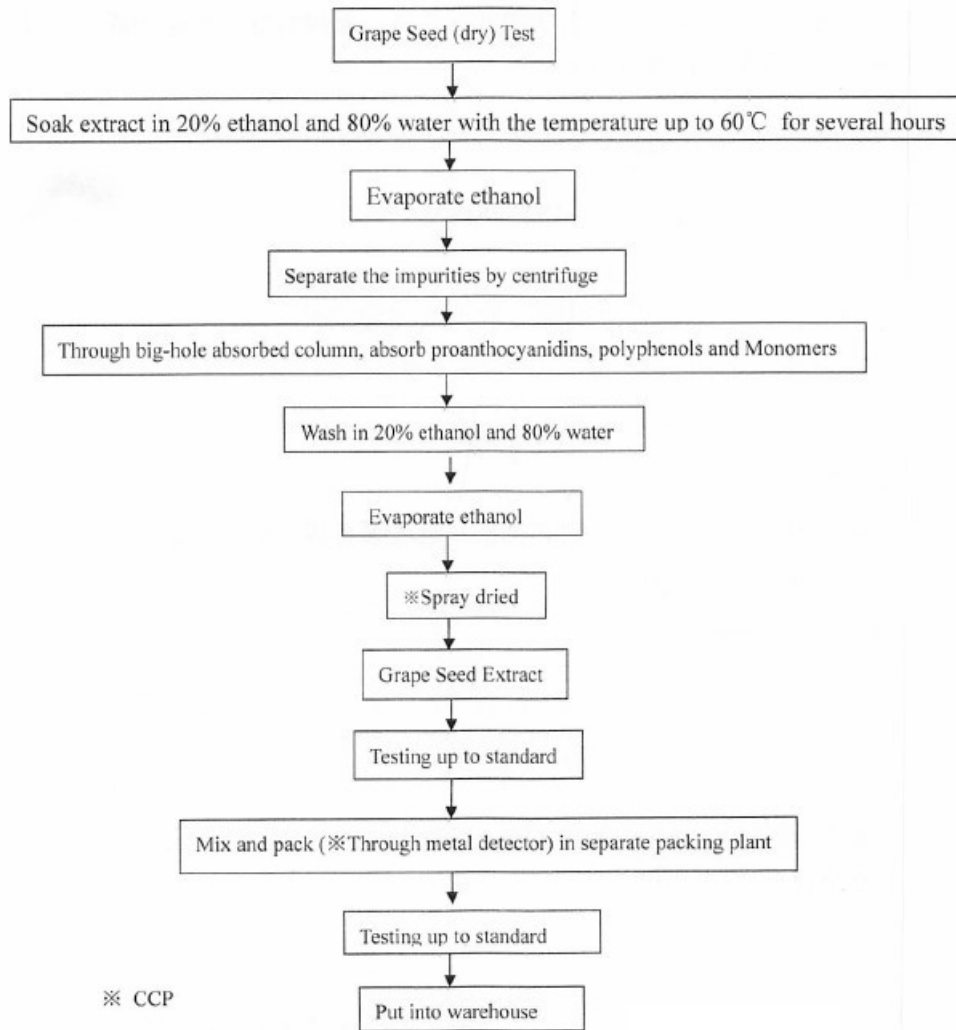 Grape Seed (dry) Test
Soak extract in 20% ethanol and 80% water with the temperature up to 60℃ for several hours
Evaporate ethanol
Separate the impurities by centrifuge
Through big-hole absorbed column, absorb proanthocyanidins, polyphenols and Monomers
Wash in 20% ethanol and 80% water
Evaporate ethanol
※Spray dried
Grape Seed Extract
Testing up to standard
Mix and pack (※Through metal detector) in separate packing plant
Testing up to standard
※ CCP
Put into warehouse